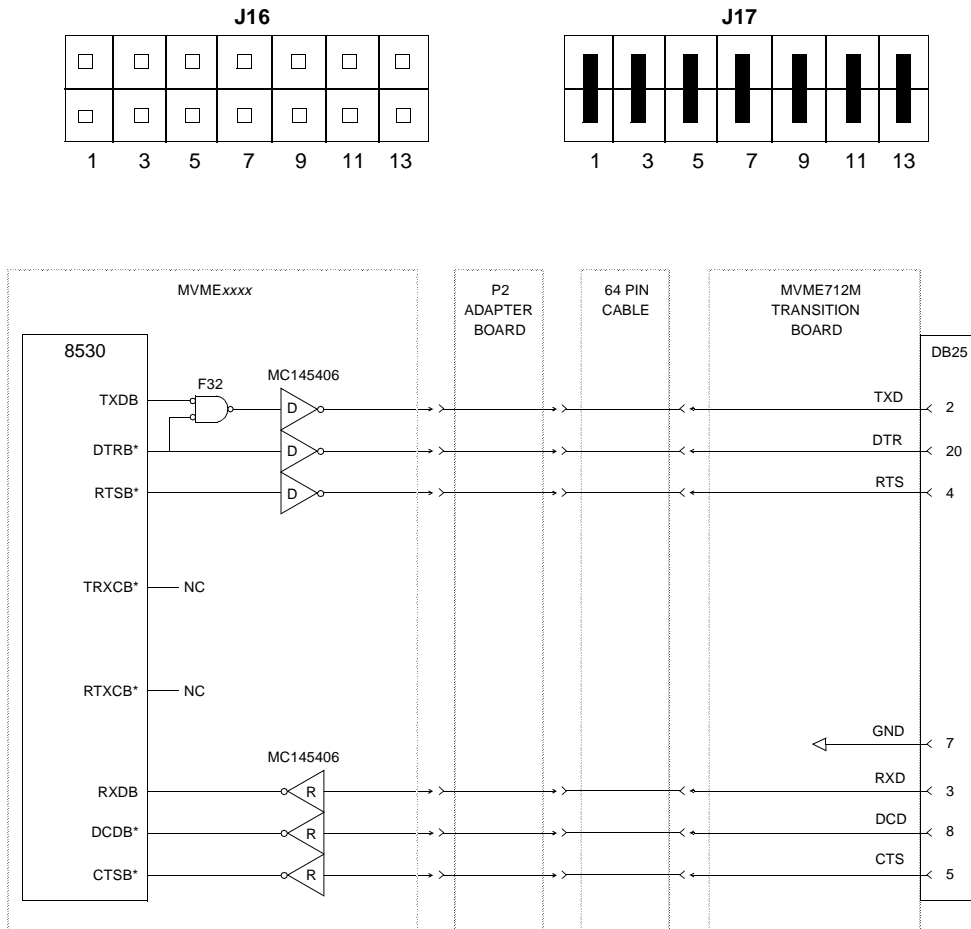 J16
J17
1 3 5 7 9 11 13
1 3 5 7 9 11 13
MVMExxxx
P2
ADAPTER
BOARD
64 PIN
CABLE
MVME712M
TRANSITION
BOARD
8530
DB25
MC145406
F32
TXDB
D
TXD
2
DTRB*
D
DTR
20
RTSB*
D
RTS
4
TRXCB*
NC
RTXCB*
NC
GND
7
MC145406
RXDB
R
RXD
3
DCDB*
R
DCD
8
CTSB*
R
CTS
5